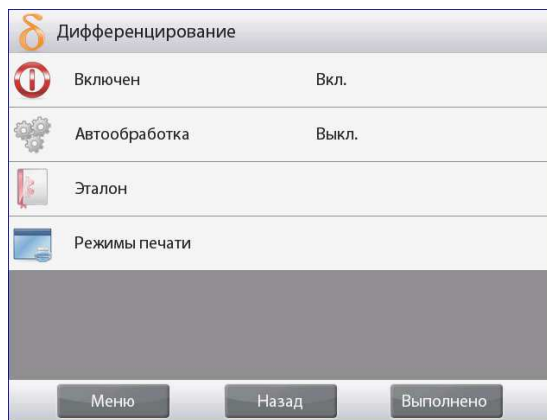 δ Дифференцирование
Включен Вкл.
Автообработка Выкл.
Эталон
Режимы печати
Меню Назад Выполнено